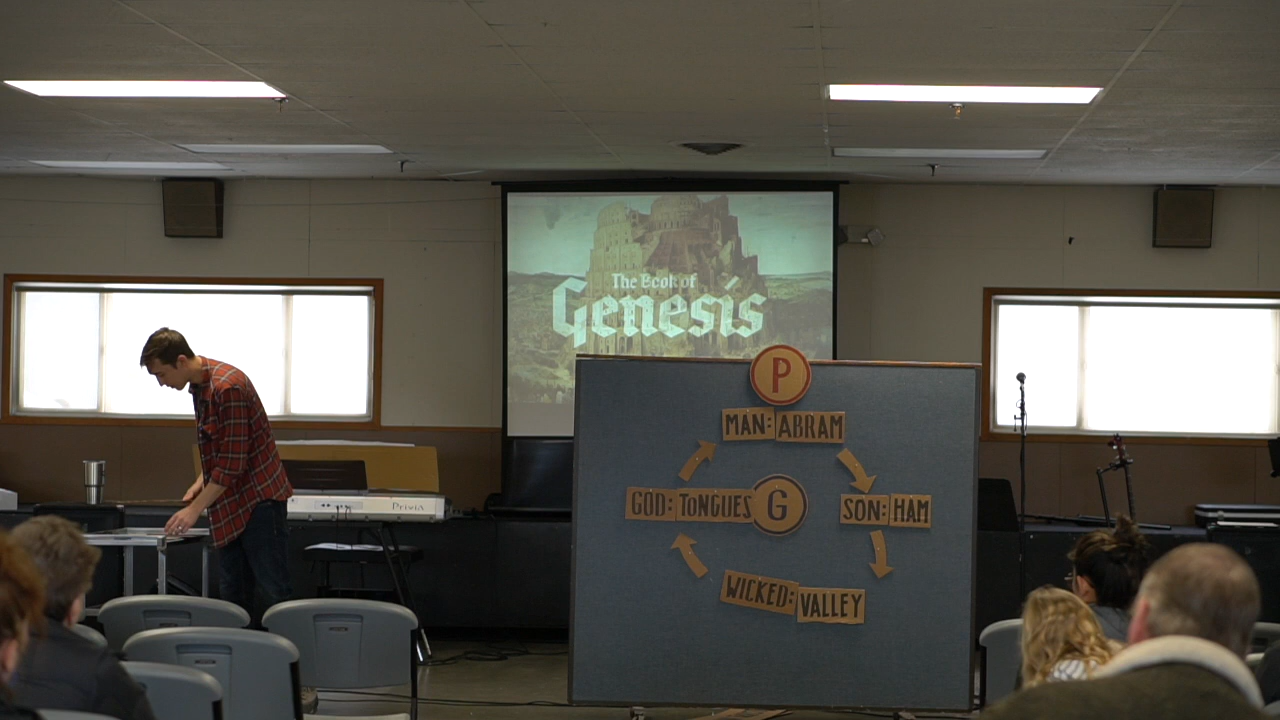 The Book of
Genesis
P
MAN: ABRAM
GOD: TONGUES G
SON: HAM
WICKED: VALLEY
Privia